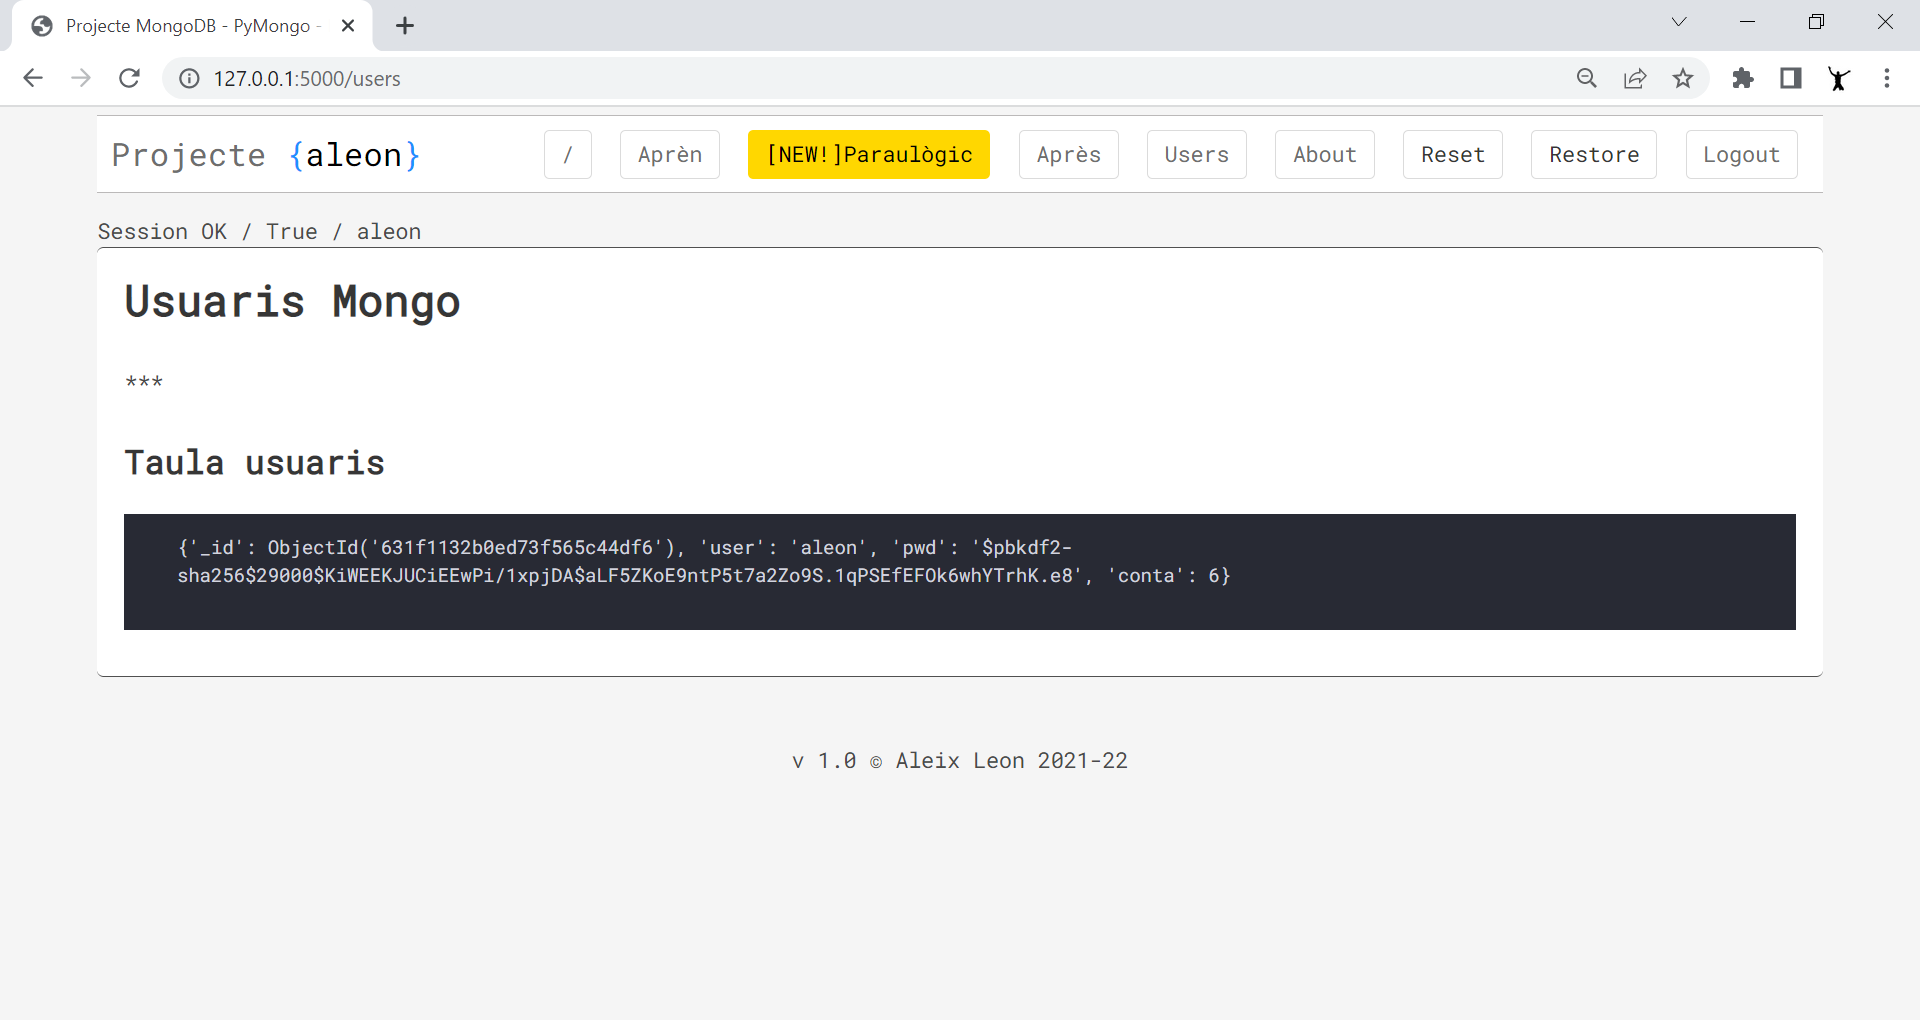 Projecte MongoDB - PyMongo -
127.0.0.1:5000/users
Projecte {aleon}
/
Aprèn
[NEW!]Paraulògic
Après
Users
About
Reset
Restore
Logout
Session OK / True / aleon
Usuaris Mongo
***
Taula usuaris
{'_id': ObjectId('631f1132b0ed73f565c44df6'), 'user': 'aleon', 'pwd': '$pbkdf2-
sha256$29000$KiWEEKJUCiEEwPi/1xpjDA$aLF5ZKoE9ntP5t7a2Zo9S.1qPSEfEFOk6whYTrhK.e8', 'conta': 6}
v 1.0 © Aleix Leon 2021-22